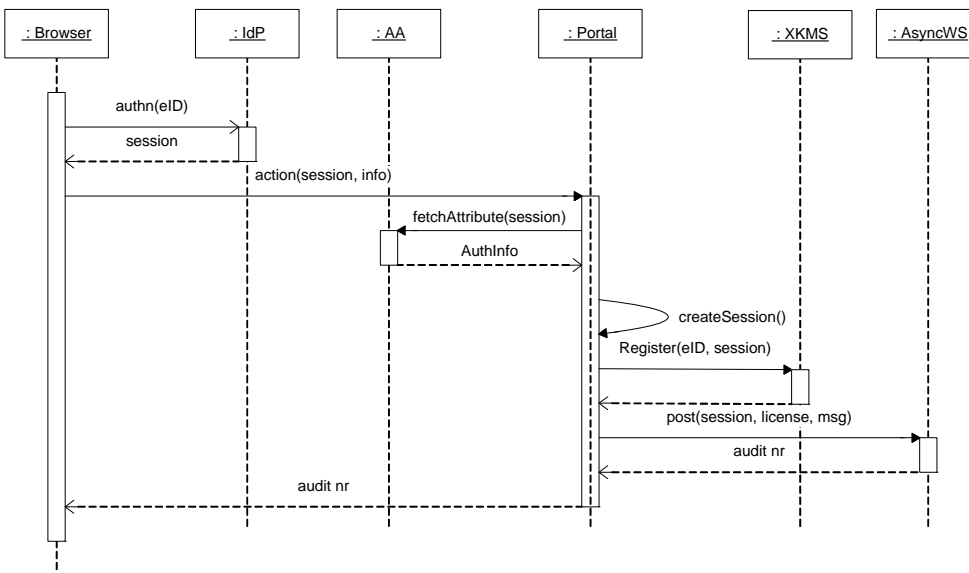 : Browser
: IdP
: AA
: Portal
: XKMS
: AsyncWS
authn(eID)
session
action(session, info)
fetchAttribute(session)
AuthInfo
createSession()
Register(eID, session)
post(session, license, msg)
audit nr
audit nr